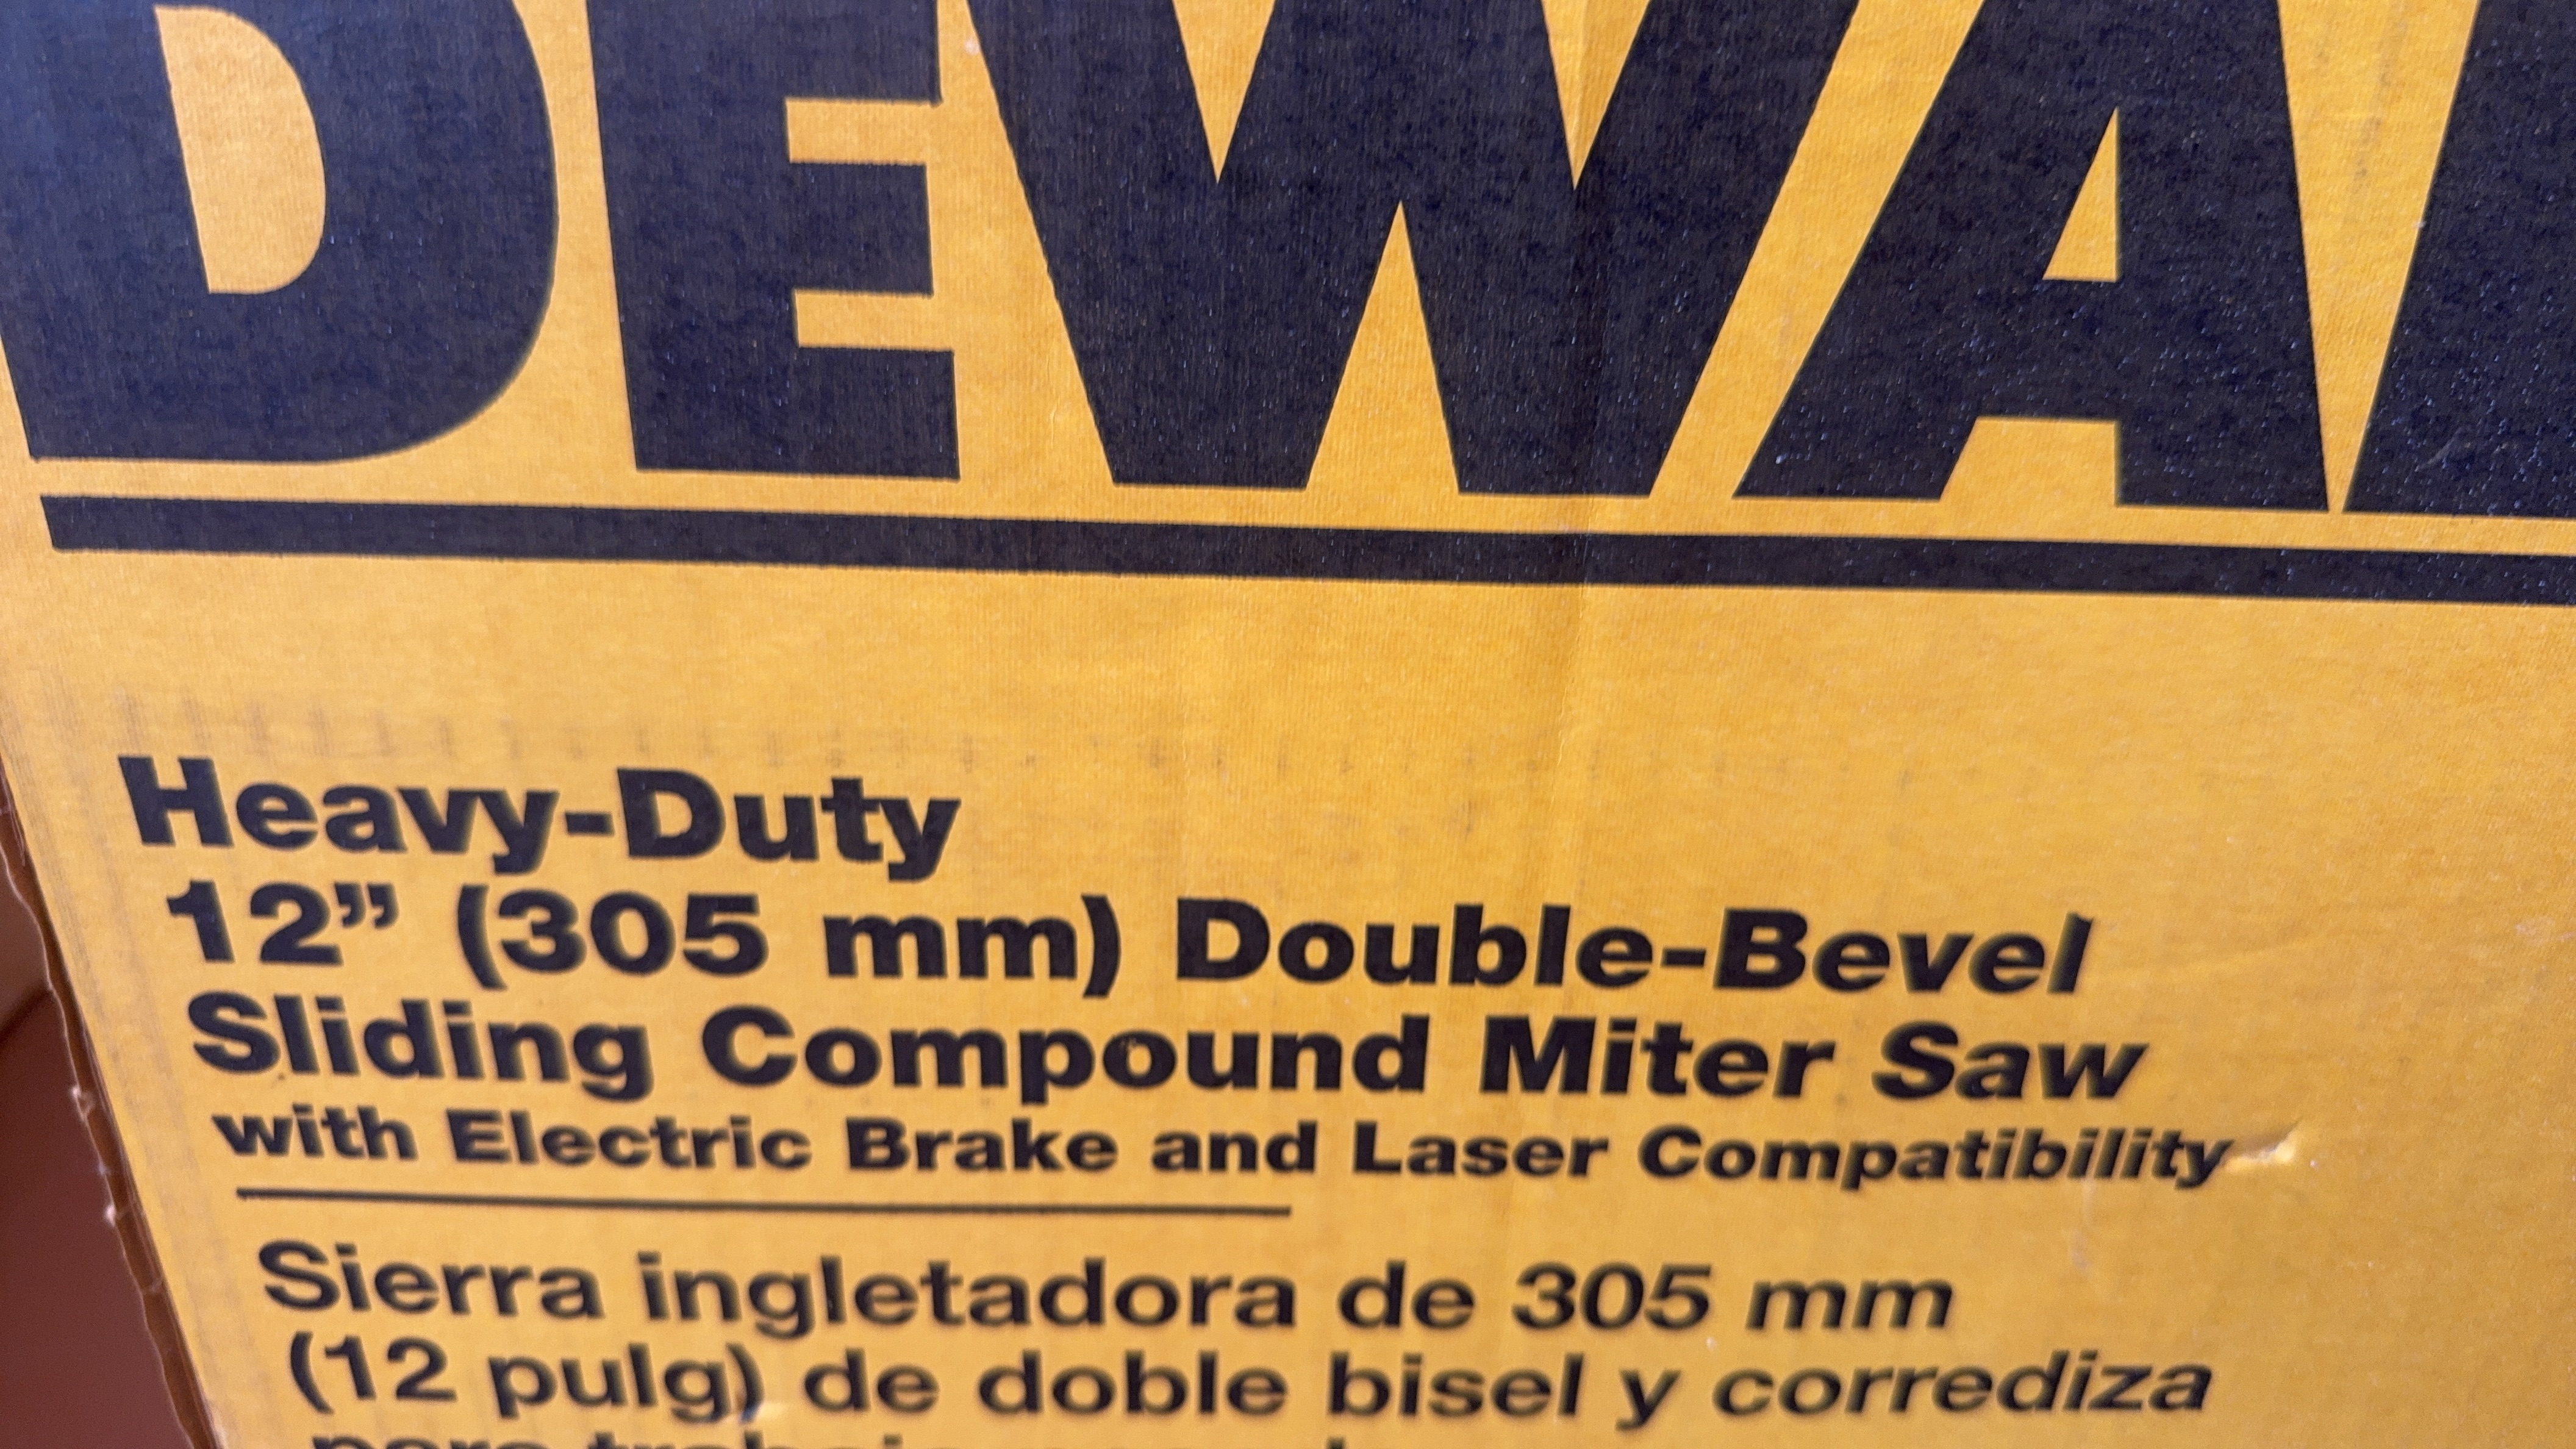 DEWA
Heavy-Duty
12” (305 mm) Double-Bevel
Sliding Compound Miter Saw
with Electric Brake and Laser Compatibility
Sierra ingletadora de 305 mm
(12 pulg) de doble bisel y corrediza
para